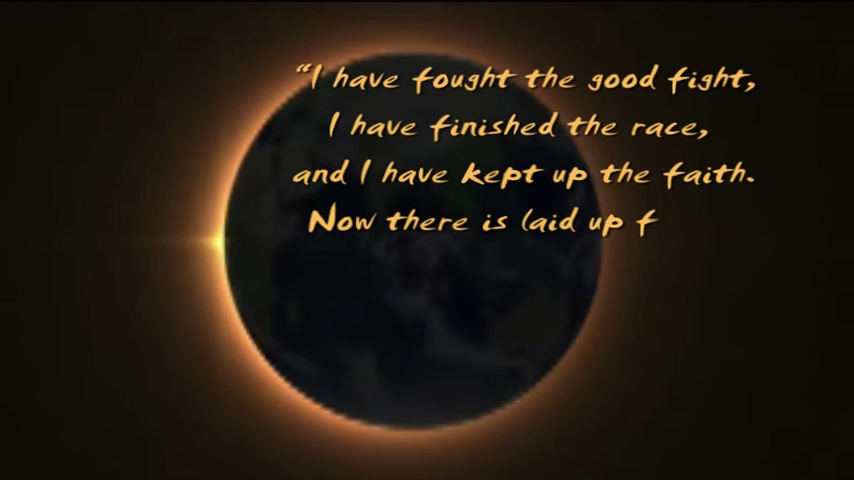 “I have fought the good fight,
I have finished the race,
and I have kept up the faith.
Now there is laid up f